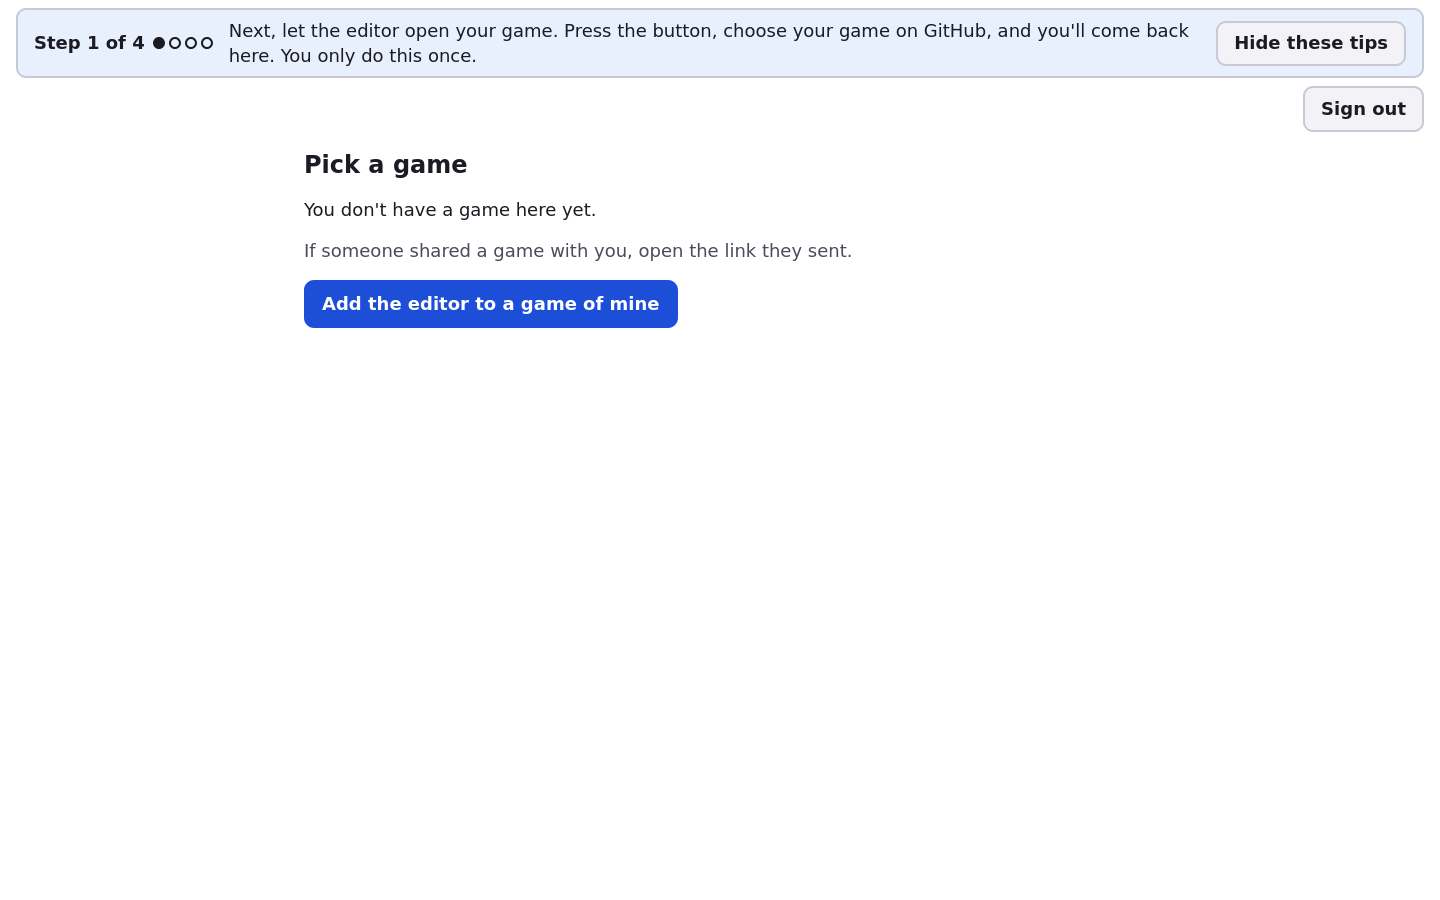 Step 1 of 4
Next, let the editor open your game. Press the button, choose your game on GitHub, and you'll come back
here. You only do this once.
Hide these tips
Sign out
Pick a game
You don't have a game here yet.
If someone shared a game with you, open the link they sent.
Add the editor to a game of mine